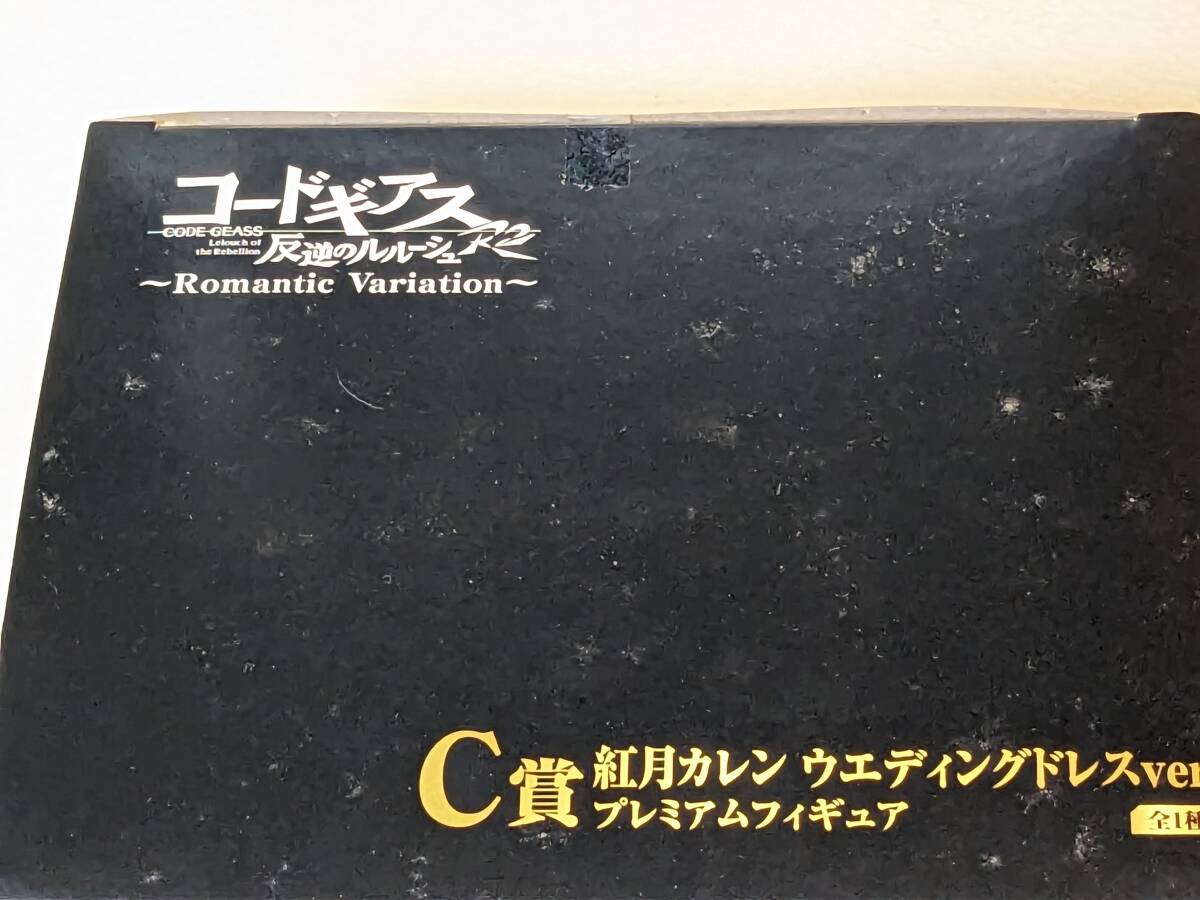 コードギアス
CODE GEASS
Lelouch of
the Rebellion
反逆のルルーシュ R2
~Romantic Variation~
C賞 紅月カレン ウエディングドレスver
プレミアムフィギュア
全1種